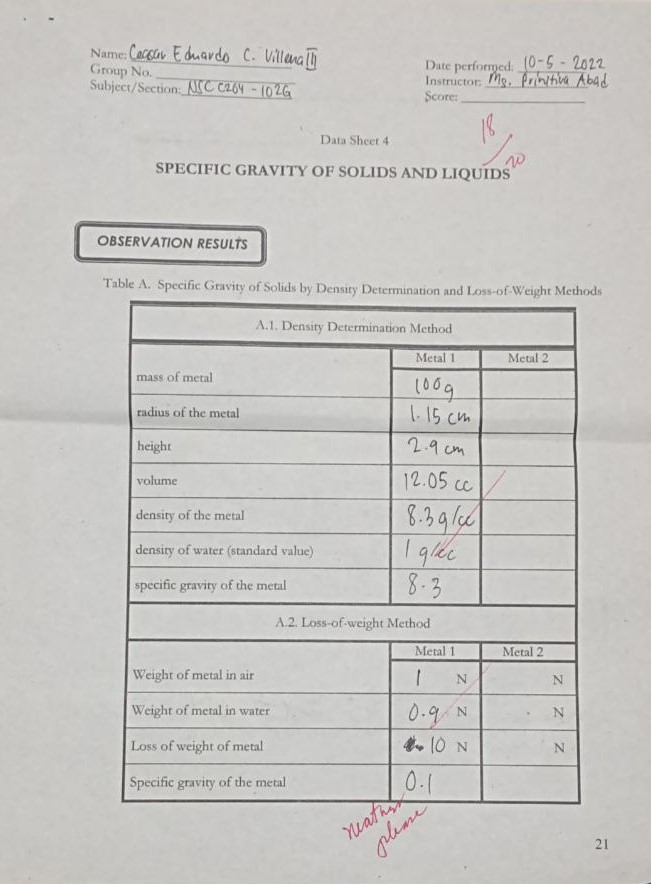 Name: Caesar Eduardo C. Villena III
Date performed: 10-5-2022
Group No.
Instructor: Ms. Primitiva Abad
Subject/Section: NSC C264 - 102G
Score:
18/20
Data Sheet 4
SPECIFIC GRAVITY OF SOLIDS AND LIQUIDS
OBSERVATION RESULTS
Table A. Specific Gravity of Solids by Density Determination and Loss-of-Weight Methods
A.1. Density Determination Method
Metal 1 Metal 2
mass of metal 100g
radius of the metal 1.15 cm
height 2.9 cm
volume 12.05 cc
density of the metal 8.3 g/cc
density of water (standard value) 1 g/cc
specific gravity of the metal 8.3
A.2. Loss-of-weight Method
Metal 1 Metal 2
Weight of metal in air 1 N N
Weight of metal in water 0.9 N N
Loss of weight of metal 10 N N
Specific gravity of the metal 0.1
please
21